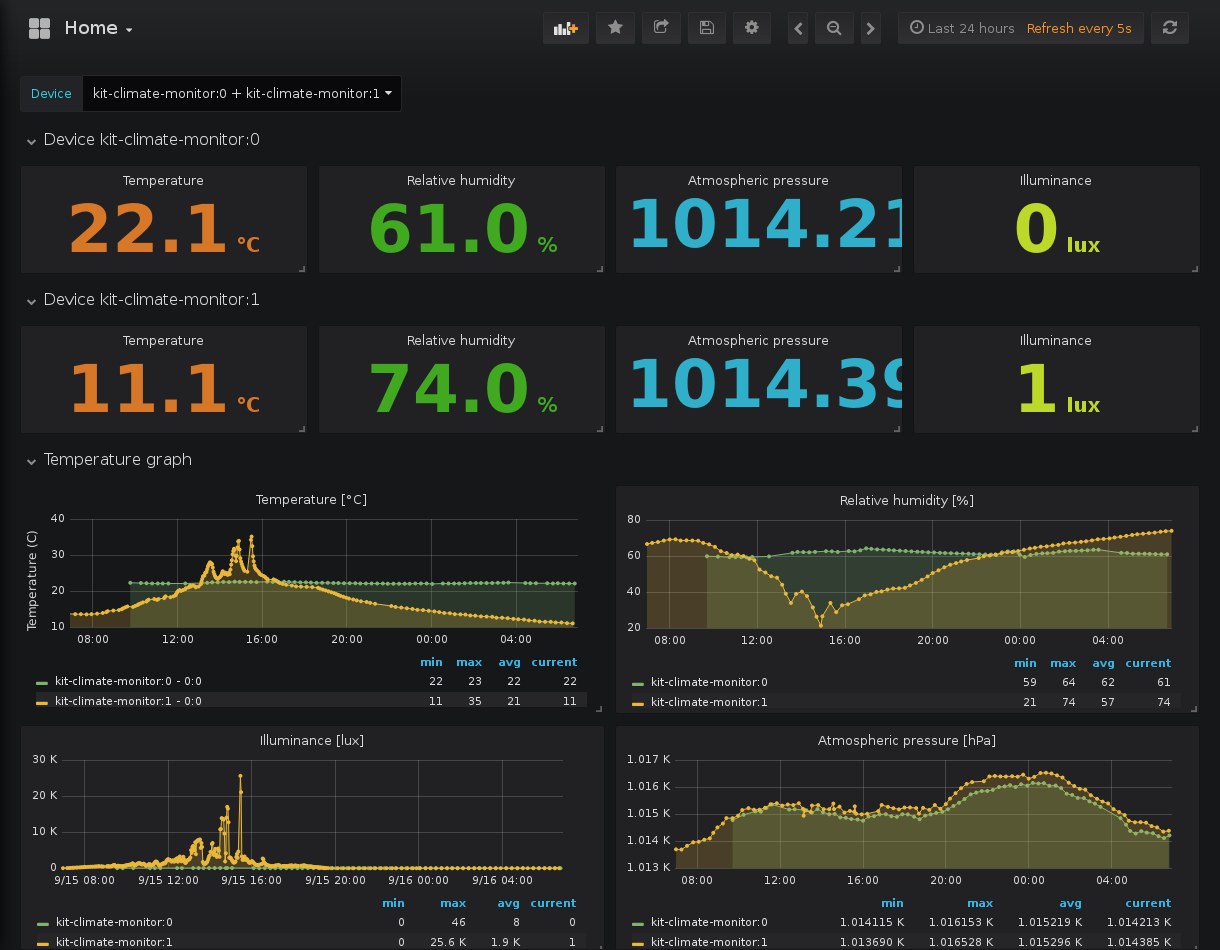 Home
Last 24 hours Refresh every 5s
Device kit-climate-monitor:0 + kit-climate-monitor:1
Device kit-climate-monitor:0
Temperature Relative humidity Atmospheric pressure Illuminance
22.1 °C 61.0 % 1014.21 0 lux
Device kit-climate-monitor:1
Temperature Relative humidity Atmospheric pressure Illuminance
11.1 °C 74.0 % 1014.39 1 lux
Temperature graph
Temperature [°C]
Temperature (C)
40
30
20
10
08:00 12:00 16:00 20:00 00:00 04:00
min max avg current
kit-climate-monitor:0 - 0:0 22 23 22 22
kit-climate-monitor:1 - 0:0 11 35 21 11
Relative humidity [%]
80
60
40
20
08:00 12:00 16:00 20:00 00:00 04:00
min max avg current
kit-climate-monitor:0 59 64 62 61
kit-climate-monitor:1 21 74 57 74
Illuminance [lux]
30 K
20 K
10 K
0
9/15 08:00 9/15 12:00 9/15 16:00 9/15 20:00 9/16 00:00 9/16 04:00
min max avg current
kit-climate-monitor:0 0 46 8 0
kit-climate-monitor:1 0 25.6 K 1.9 K 1
Atmospheric pressure [hPa]
1.017 K
1.016 K
1.015 K
1.014 K
1.013 K
08:00 12:00 16:00 20:00 00:00 04:00
min max avg current
kit-climate-monitor:0 1.014115 K 1.016153 K 1.015219 K 1.014213 K
kit-climate-monitor:1 1.013690 K 1.016528 K 1.015296 K 1.014385 K